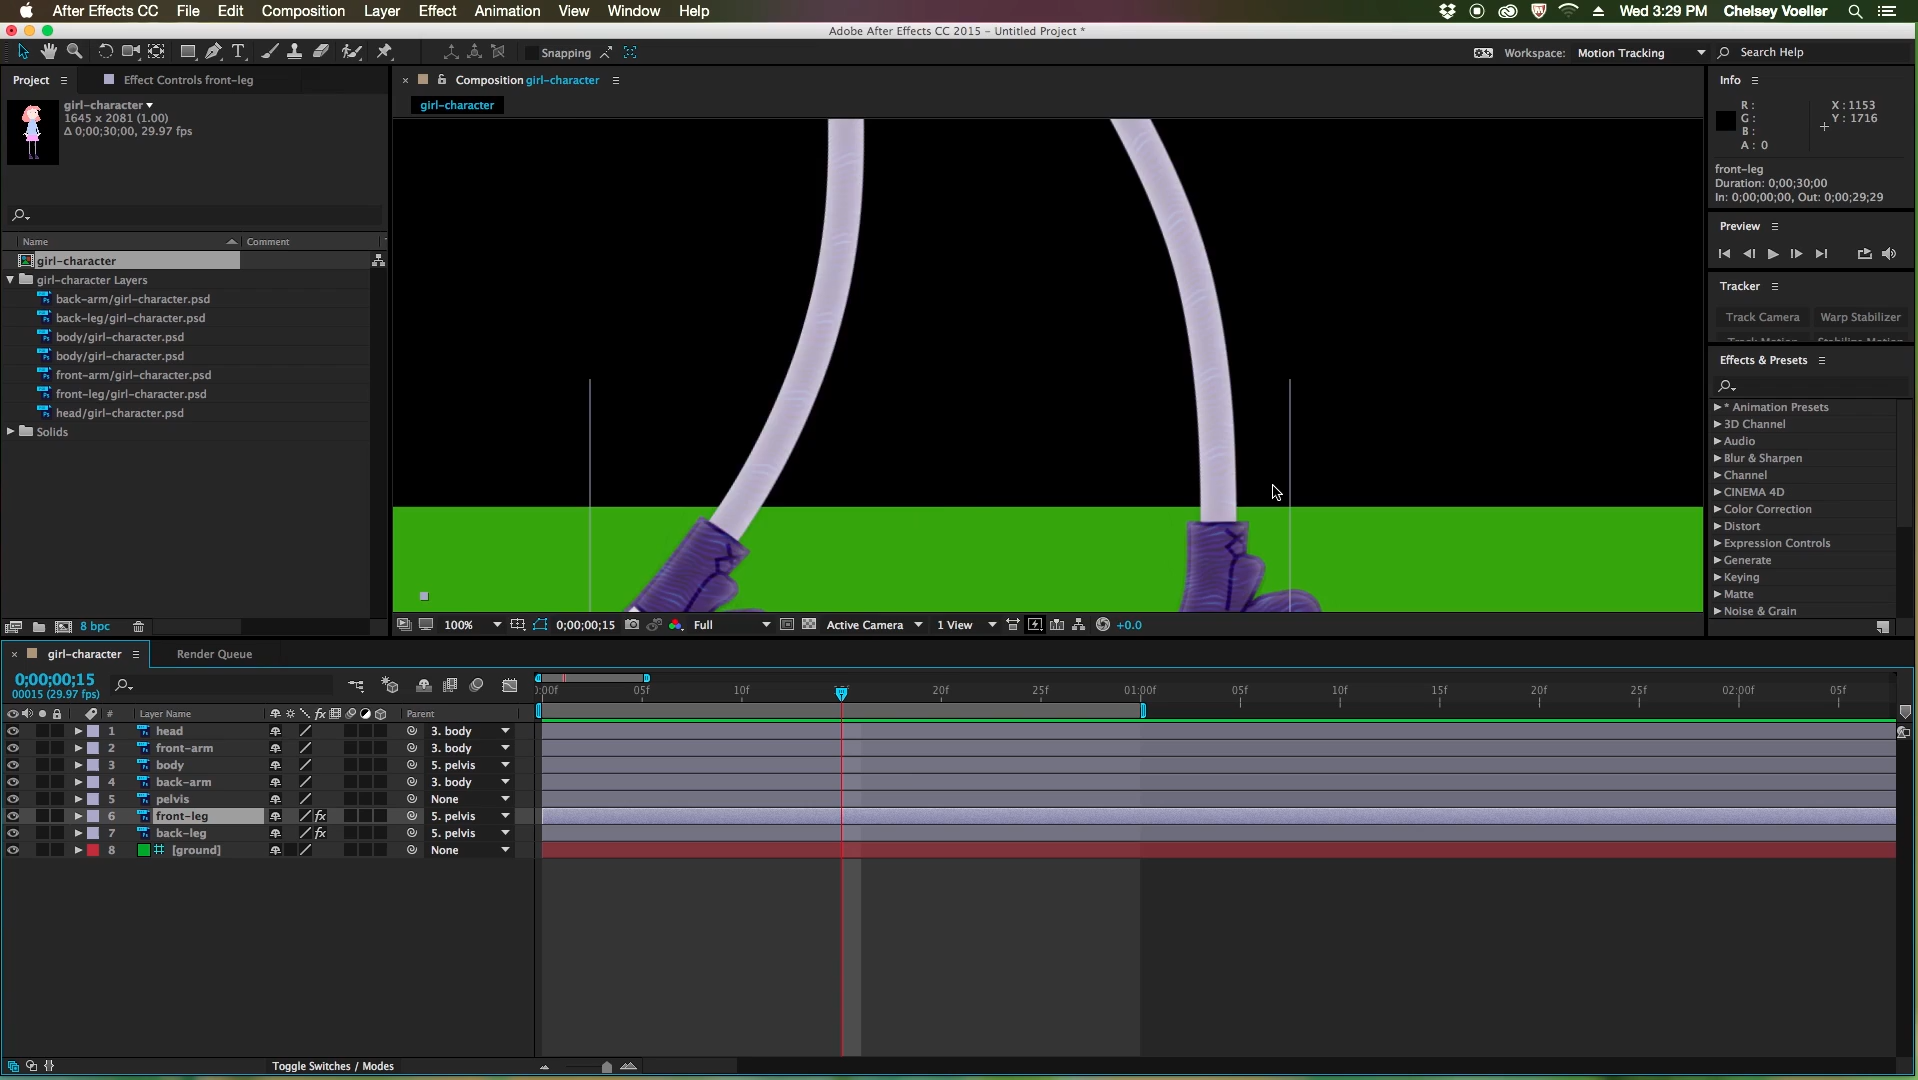 After Effects CC File Edit Composition Layer Effect Animation View Window Help Wed 3:29 PM Chelsey Voeller
Adobe After Effects CC 2015 - Untitled Project *
Snapping Workspace: Motion Tracking Search Help
Project Effect Controls front-leg Composition girl-character Info
girl-character
1645 x 2081 (1.00)
Δ 0;00;30;00, 29.97 fps
girl-character
R: X : 1153
G: Y : 1716
B:
A: 0
front-leg
Duration: 0;00;30;00
In: 0;00;00;00, Out: 0;00;29;29
Preview
Tracker
Track Camera Warp Stabilizer
Track Motion Stabilize Motion
Effects & Presets
* Animation Presets
3D Channel
Audio
Blur & Sharpen
Channel
CINEMA 4D
Color Correction
Distort
Expression Controls
Generate
Keying
Matte
Noise & Grain
Name Comment
girl-character
girl-character Layers
back-arm/girl-character.psd
back-leg/girl-character.psd
body/girl-character.psd
body/girl-character.psd
front-arm/girl-character.psd
front-leg/girl-character.psd
head/girl-character.psd
Solids
8 bpc
100% 0;00;00;15 Full Active Camera 1 View +0.0
girl-character Render Queue
0;00;00;15
00015 (29.97 fps)
:00f 05f 10f 20f 25f 01:00f 05f 10f 15f 20f 25f 02:00f 05f
# Layer Name fx Parent
1 head 3. body
2 front-arm 3. body
3 body 5. pelvis
4 back-arm 3. body
5 pelvis None
6 front-leg fx 5. pelvis
7 back-leg fx 5. pelvis
8 [ground] None
Toggle Switches / Modes